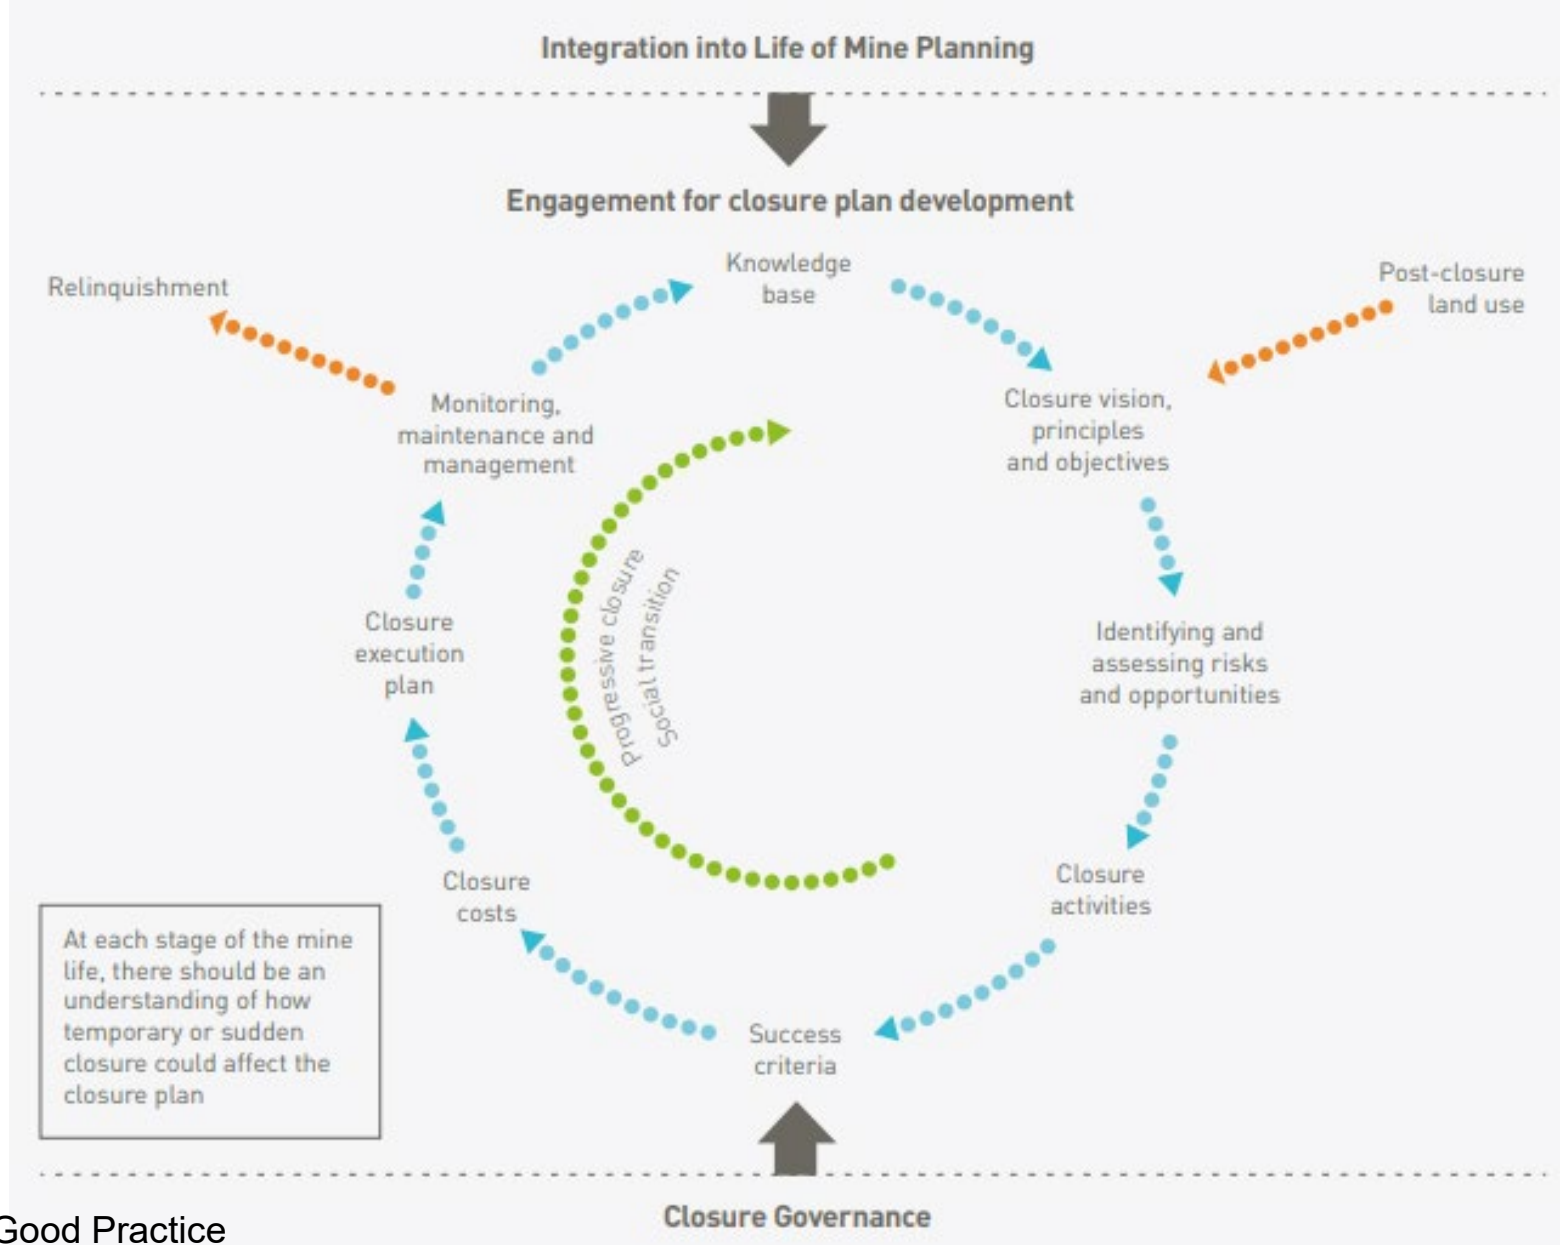 Integration into Life of Mine Planning
Engagement for closure plan development
Knowledge
base
Relinquishment
Post-closure
land use
Closure vision,
principles
and objectives
Monitoring,
maintenance and
management
Identifying and
assessing risks
and opportunities
Closure
execution
plan
Progressive closure
Social transition
Closure
activities
Closure
costs
Success
criteria
At each stage of the mine
life, there should be an
understanding of how
temporary or sudden
closure could affect the
closure plan
Closure Governance
Good Practice